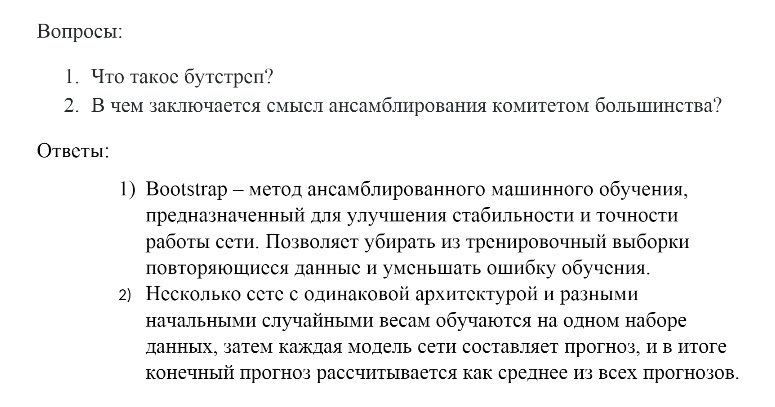 Вопросы:
1. Что такое бутстреп?
2. В чем заключается смысл ансамблирования комитетом большинства?
Ответы:
1) Bootstrap – метод ансамблированного машинного обучения,
предназначенный для улучшения стабильности и точности
работы сети. Позволяет убирать из тренировочный выборки
повторяющиеся данные и уменьшать ошибку обучения.
2) Несколько сете с одинаковой архитектурой и разными
начальными случайными весам обучаются на одном наборе
данных, затем каждая модель сети составляет прогноз, и в итоге
конечный прогноз рассчитывается как среднее из всех прогнозов.